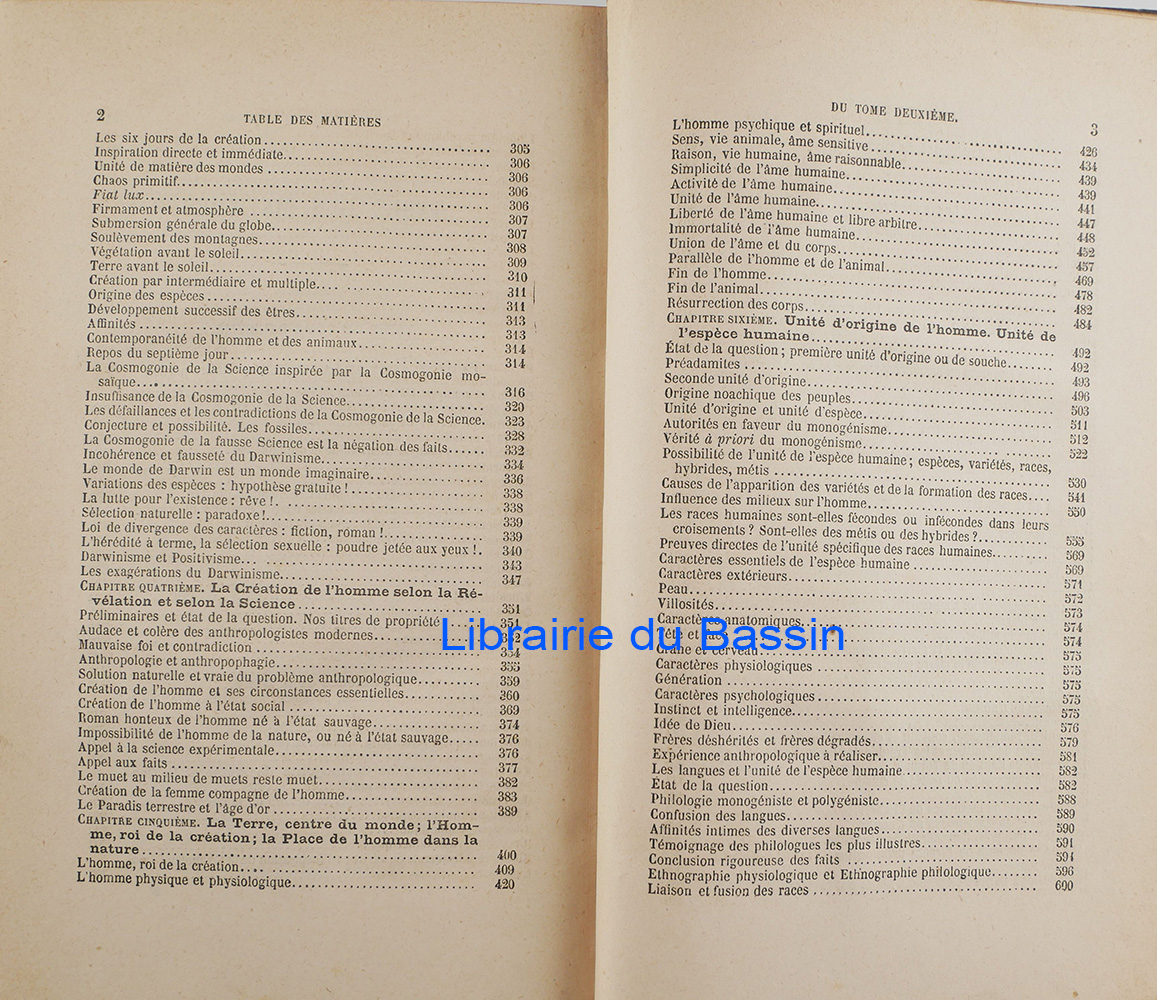 2
TABLE DES MATIÈRES
Les six jours de la création 305
Inspiration directe et immédiate 306
Unité de matière des mondes 306
Chaos primitif 306
Fiat lux 306
Firmament et atmosphère 307
Submersion générale du globe 307
Soulèvement des montagnes 308
Végétation avant le soleil 309
Terre avant le soleil 310
Création par intermédiaire et multiple 311
Origine des espèces 311
Développement successif des êtres 313
Affinités 313
Contemporanéité de l'homme et des animaux 314
Repos du septième jour 314
La Cosmogonie de la Science inspirée par la Cosmogonie mo-
saïque 316
Insuffisance de la Cosmogonie de la Science 320
Les défaillances et les contradictions de la Cosmogonie de la Science. 323
Conjecture et possibilité. Les fossiles 328
La Cosmogonie de la fausse Science est la négation des faits 332
Incohérence et fausseté du Darwinisme 334
Le monde de Darwin est un monde imaginaire 336
Variations des espèces : hypothèse gratuite ! 338
La lutte pour l'existence : rêve ! 338
Sélection naturelle : paradoxe ! 339
Loi de divergence des caractères : fiction, roman ! 339
L'hérédité à terme, la sélection sexuelle : poudre jetée aux yeux !. 340
Darwinisme et Positivisme 343
Les exagérations du Darwinisme 347
CHAPITRE QUATRIÈME. La Création de l'homme selon la Ré-
vélation et selon la Science 351
Préliminaires et état de la question. Nos titres de propriété 351
Audace et colère des anthropologistes modernes 352
Mauvaise foi et contradiction 354
Anthropologie et anthropophagie 355
Solution naturelle et vraie du problème anthropologique 359
Création de l'homme et ses circonstances essentielles 360
Création de l'homme à l'état social 369
Roman honteux de l'homme né à l'état sauvage 374
Impossibilité de l'homme de la nature, ou né à l'état sauvage 376
Appel à la science expérimentale 376
Appel aux faits 377
Le muet au milieu de muets reste muet 382
Création de la femme compagne de l'homme 383
Le Paradis terrestre et l'âge d'or 389
CHAPITRE CINQUIÈME. La Terre, centre du monde ; l'Hom-
me, roi de la création ; la Place de l'homme dans la
nature 400
L'homme, roi de la création 409
L'homme physique et physiologique 420
DU TOME DEUXIÈME.
3
L'homme psychique et spirituel 426
Sens, vie animale, âme sensitive 434
Raison, vie humaine, âme raisonnable 439
Simplicité de l'âme humaine 439
Activité de l'âme humaine 441
Unité de l'âme humaine 447
Liberté de l'âme humaine et libre arbitre 448
Immortalité de l'âme humaine 452
Union de l'âme et du corps 457
Parallèle de l'homme et de l'animal 469
Fin de l'homme 478
Fin de l'animal 482
Résurrection des corps 484
CHAPITRE SIXIÈME. Unité d'origine de l'homme. Unité de
l'espèce humaine 492
État de la question ; première unité d'origine ou de souche 492
Préadamites 493
Seconde unité d'origine 496
Origine noachique des peuples 503
Unité d'origine et unité d'espèce 511
Autorités en faveur du monogénisme 512
Vérité à priori du monogénisme 522
Possibilité de l'unité de l'espèce humaine ; espèces, variétés, races,
hybrides, métis 530
Causes de l'apparition des variétés et de la formation des races 541
Influence des milieux sur l'homme 550
Les races humaines sont-elles fécondes ou infécondes dans leurs
croisements ? Sont-elles des métis ou des hybrides ? 555
Preuves directes de l'unité spécifique des races humaines 569
Caractères essentiels de l'espèce humaine 569
Caractères extérieurs 571
Peau 572
Villosités 573
Caractères anatomiques 574
Tête et face 574
Crâne et cerveau 575
Caractères physiologiques 575
Génération 575
Caractères psychologiques 575
Instinct et intelligence 575
Idée de Dieu 576
Frères déshérités et frères dégradés 579
Expérience anthropologique à réaliser 581
Les langues et l'unité de l'espèce humaine 582
État de la question 582
Philologie monogéniste et polygéniste 588
Confusion des langues 589
Affinités intimes des diverses langues 590
Témoignage des philologues les plus illustres 591
Conclusion rigoureuse des faits 594
Ethnographie physiologique et Ethnographie philologique 596
Liaison et fusion des races 600
Librairie du Bassin